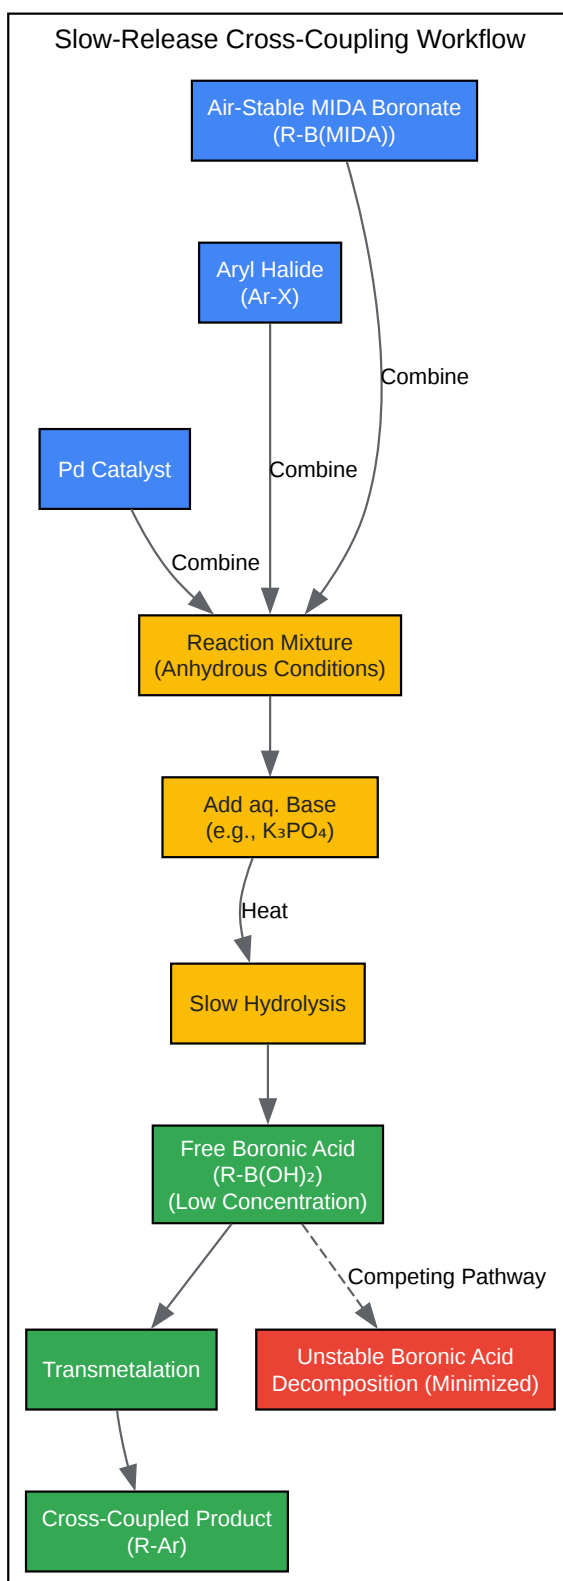 Slow-Release Cross-Coupling Workflow
Air-Stable MIDA Boronate
(R-B(MIDA))
Aryl Halide
(Ar-X)
Combine
Pd Catalyst
Combine
Combine
Reaction Mixture
(Anhydrous Conditions)
Add aq. Base
(e.g., K₃PO₄)
Heat
Slow Hydrolysis
Free Boronic Acid
(R-B(OH)₂)
(Low Concentration)
Competing Pathway
Transmetalation
Unstable Boronic Acid
Decomposition (Minimized)
Cross-Coupled Product
(R-Ar)